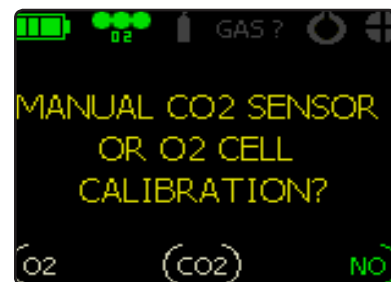 O2 GAS ?
MANUAL CO2 SENSOR
OR O2 CELL
CALIBRATION?
O2 CO2 NO